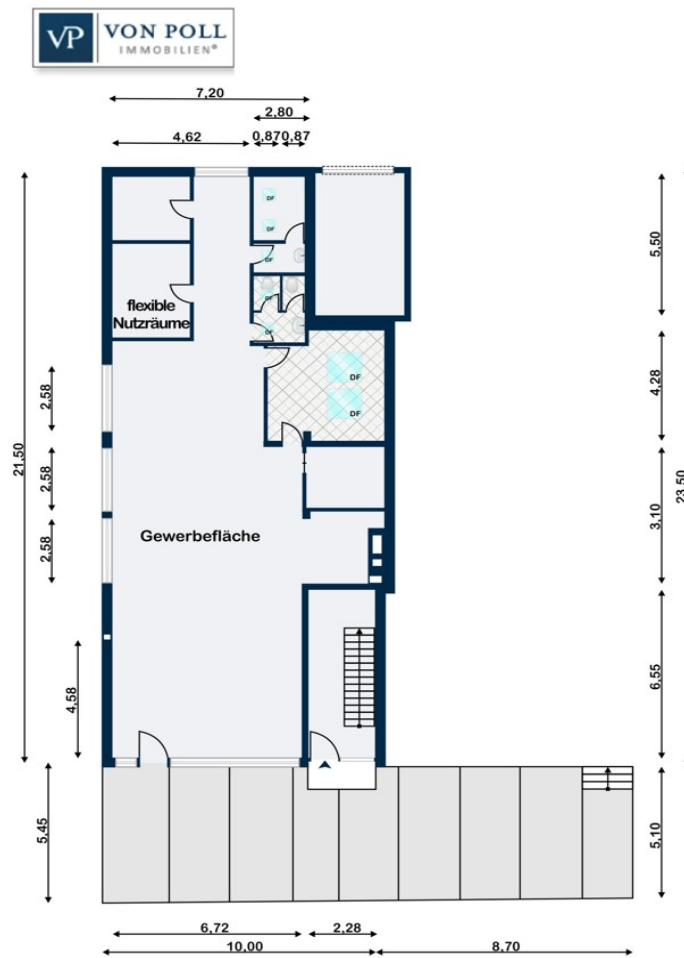 VP VON POLL
IMMOBILIEN®
7,20
2,80
4,62 0,87 0,87
DF
DF
DF
DF
DF
flexible
Nutzräume
DF
DF
Gewerbefläche
21,50
2,58
2,58
2,58
4,58
5,45
5,50
4,28
3,10
23,50
6,55
5,10
6,72 2,28
10,00 8,70